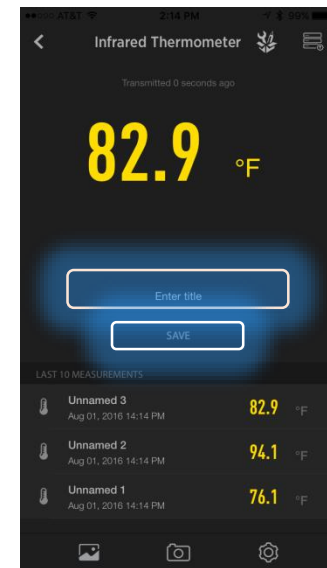 AT&T 2:14 PM 99%
Infrared Thermometer
Transmitted 0 seconds ago
82.9 °F
Enter title
SAVE
LAST 10 MEASUREMENTS
Unnamed 3
Aug 01, 2016 14:14 PM
82.9 °F
Unnamed 2
Aug 01, 2016 14:14 PM
94.1 °F
Unnamed 1
Aug 01, 2016 14:14 PM
76.1 °F